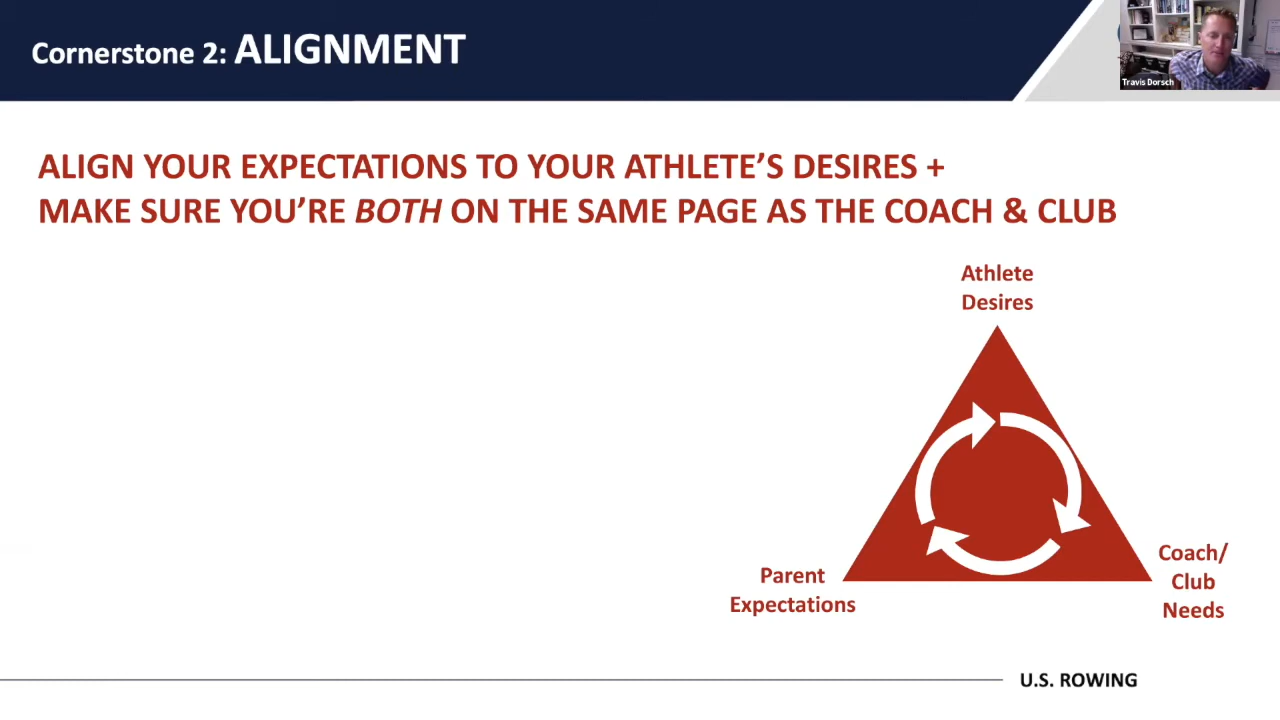 Cornerstone 2: ALIGNMENT
Travis Dorsch
ALIGN YOUR EXPECTATIONS TO YOUR ATHLETE’S DESIRES +
MAKE SURE YOU’RE BOTH ON THE SAME PAGE AS THE COACH & CLUB
Athlete
Desires
Parent
Expectations
Coach/
Club
Needs
U.S. ROWING